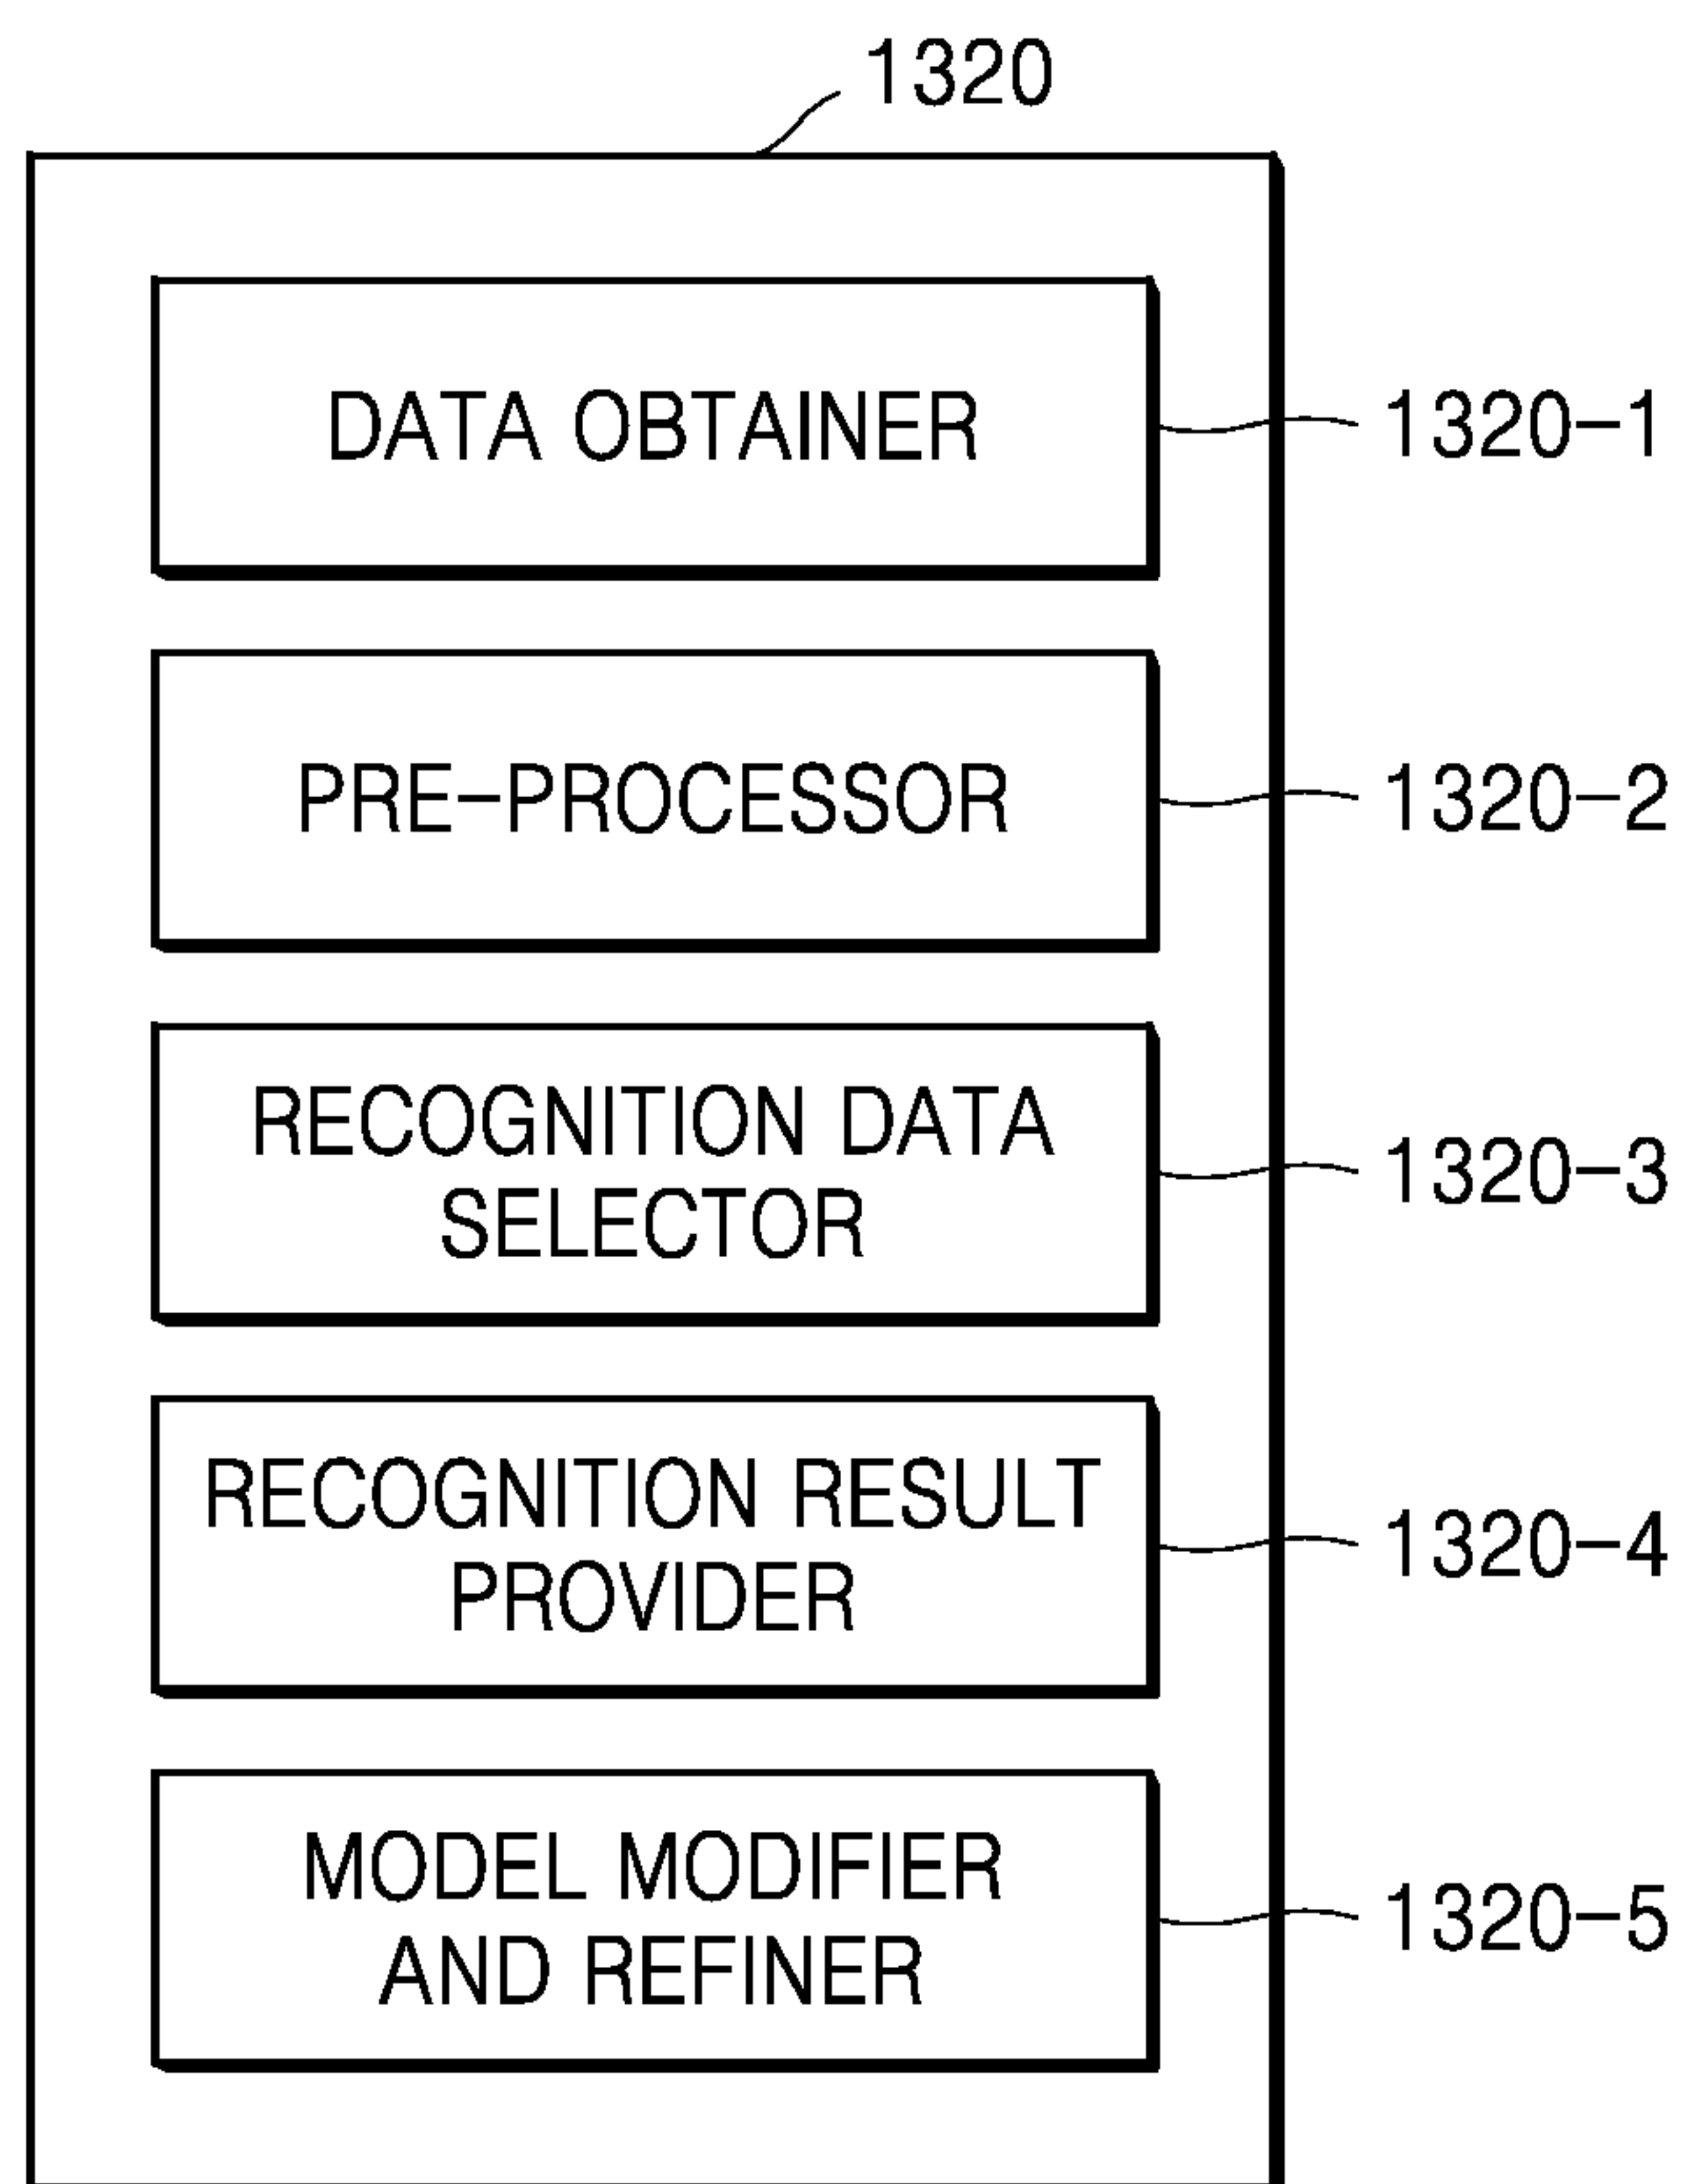 1320
DATA OBTAINER
1320-1
PRE-PROCESSOR
1320-2
RECOGNITION DATA
SELECTOR
1320-3
RECOGNITION RESULT
PROVIDER
1320-4
MODEL MODIFIER
AND REFINER
1320-5